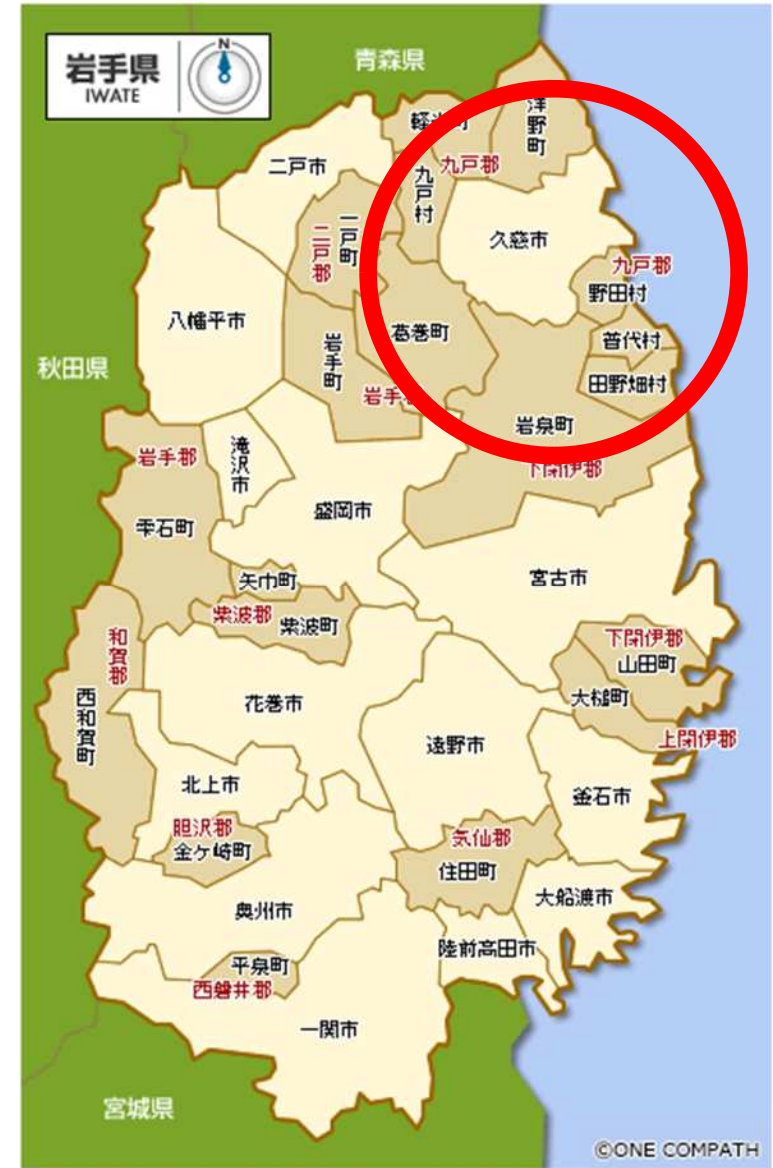 岩手県
IWATE
N
青森県
洋野町
二戸市
九戸郡
九戸村
一戸町
二戸郡
久慈市
九戸郡
野田村
八幡平市
葛巻町
普代村
岩手町
秋田県
田野畑村
岩泉町
岩手郡
滝沢市
下閉伊郡
盛岡市
雫石町
宮古市
矢巾町
紫波郡
紫波町
和賀郡
下閉伊郡
山田町
西和賀町
花巻市
大槌町
遠野市
上閉伊郡
北上市
釜石市
胆沢郡
気仙郡
金ケ崎町
住田町
大船渡市
奥州市
陸前高田市
平泉町
西磐井郡
一関市
宮城県
©ONE COMPATH